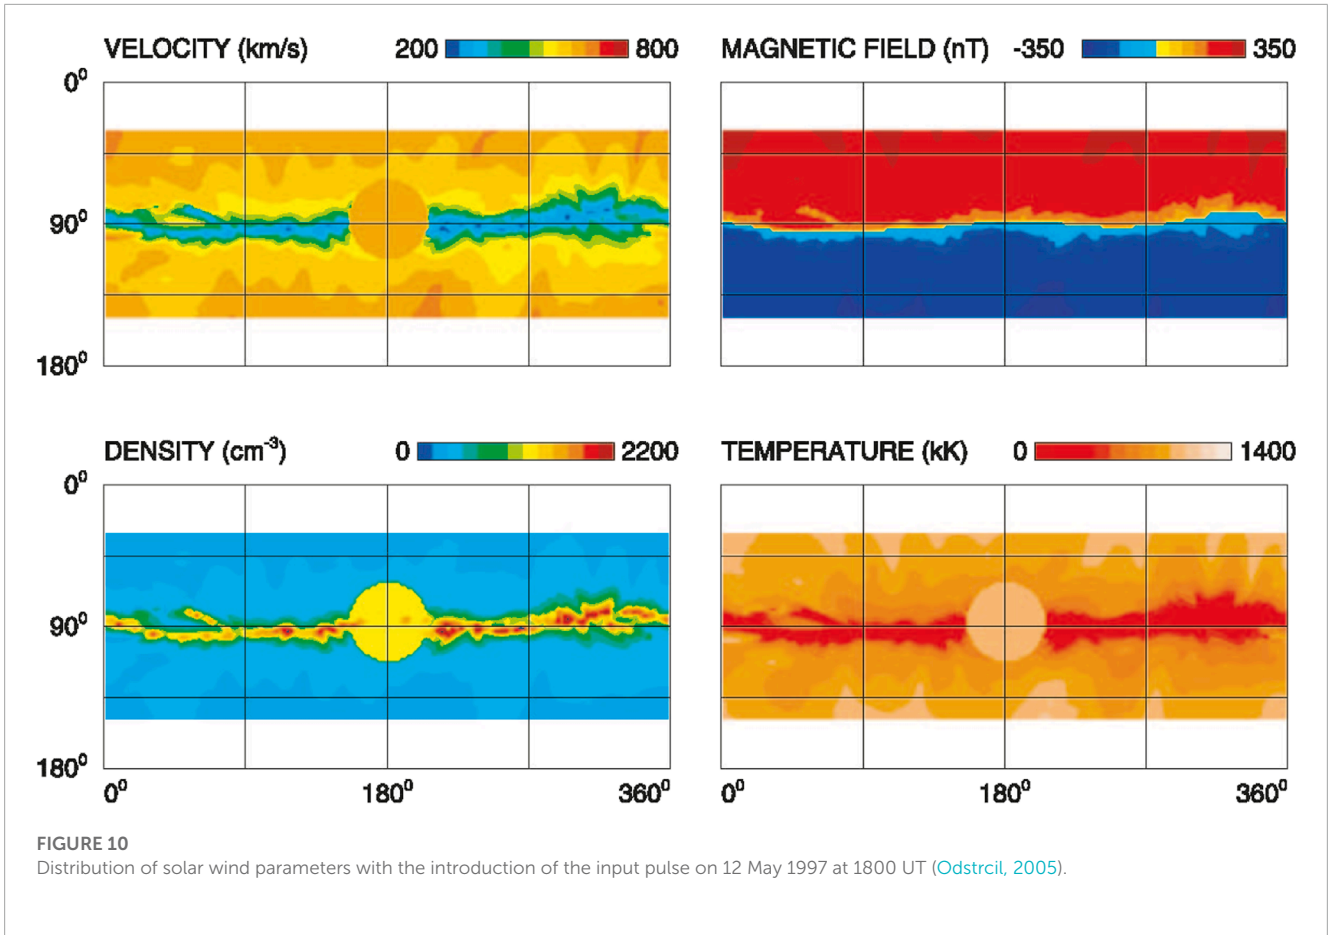 VELOCITY (km/s) 200 800
MAGNETIC FIELD (nT) -350 350
0⁰
90⁰
180⁰
DENSITY (cm⁻³) 0 2200
TEMPERATURE (kK) 0 1400
0⁰
90⁰
180⁰
0⁰ 180⁰ 360⁰
0⁰ 180⁰ 360⁰
FIGURE 10
Distribution of solar wind parameters with the introduction of the input pulse on 12 May 1997 at 1800 UT (Odstrcil, 2005).